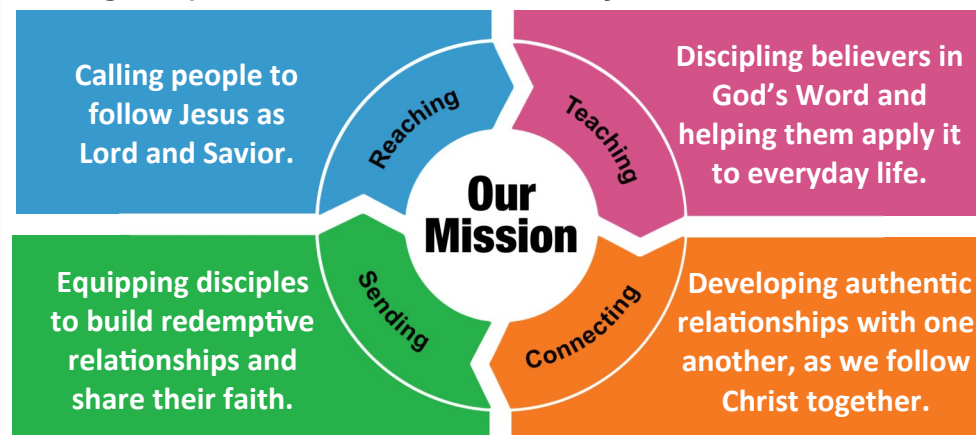 Calling people to
follow Jesus as
Lord and Savior.
Reaching
Teaching
Discipling believers in
God’s Word and
helping them apply it
to everyday life.
Our
Mission
Equipping disciples
to build redemptive
relationships and
share their faith.
Sending
Connecting
Developing authentic
relationships with one
another, as we follow
Christ together.